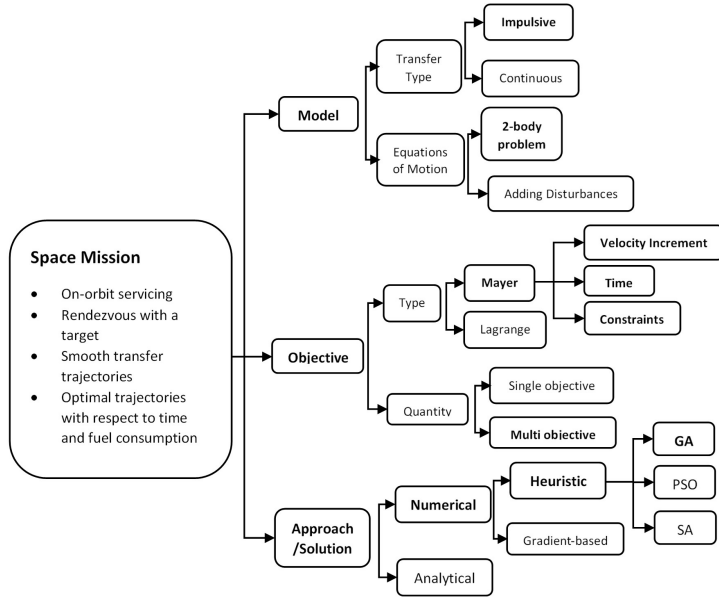 Space Mission
• On-orbit servicing
• Rendezvous with a
target
• Smooth transfer
trajectories
• Optimal trajectories
with respect to time
and fuel consumption
Model
Transfer
Type
Impulsive
Continuous
Equations
of Motion
2-body
problem
Adding Disturbances
Objective
Type
Mayer
Velocity Increment
Time
Constraints
Lagrange
Quantity
Single objective
Multi objective
Approach
/Solution
Numerical
Heuristic
GA
PSO
SA
Gradient-based
Analytical